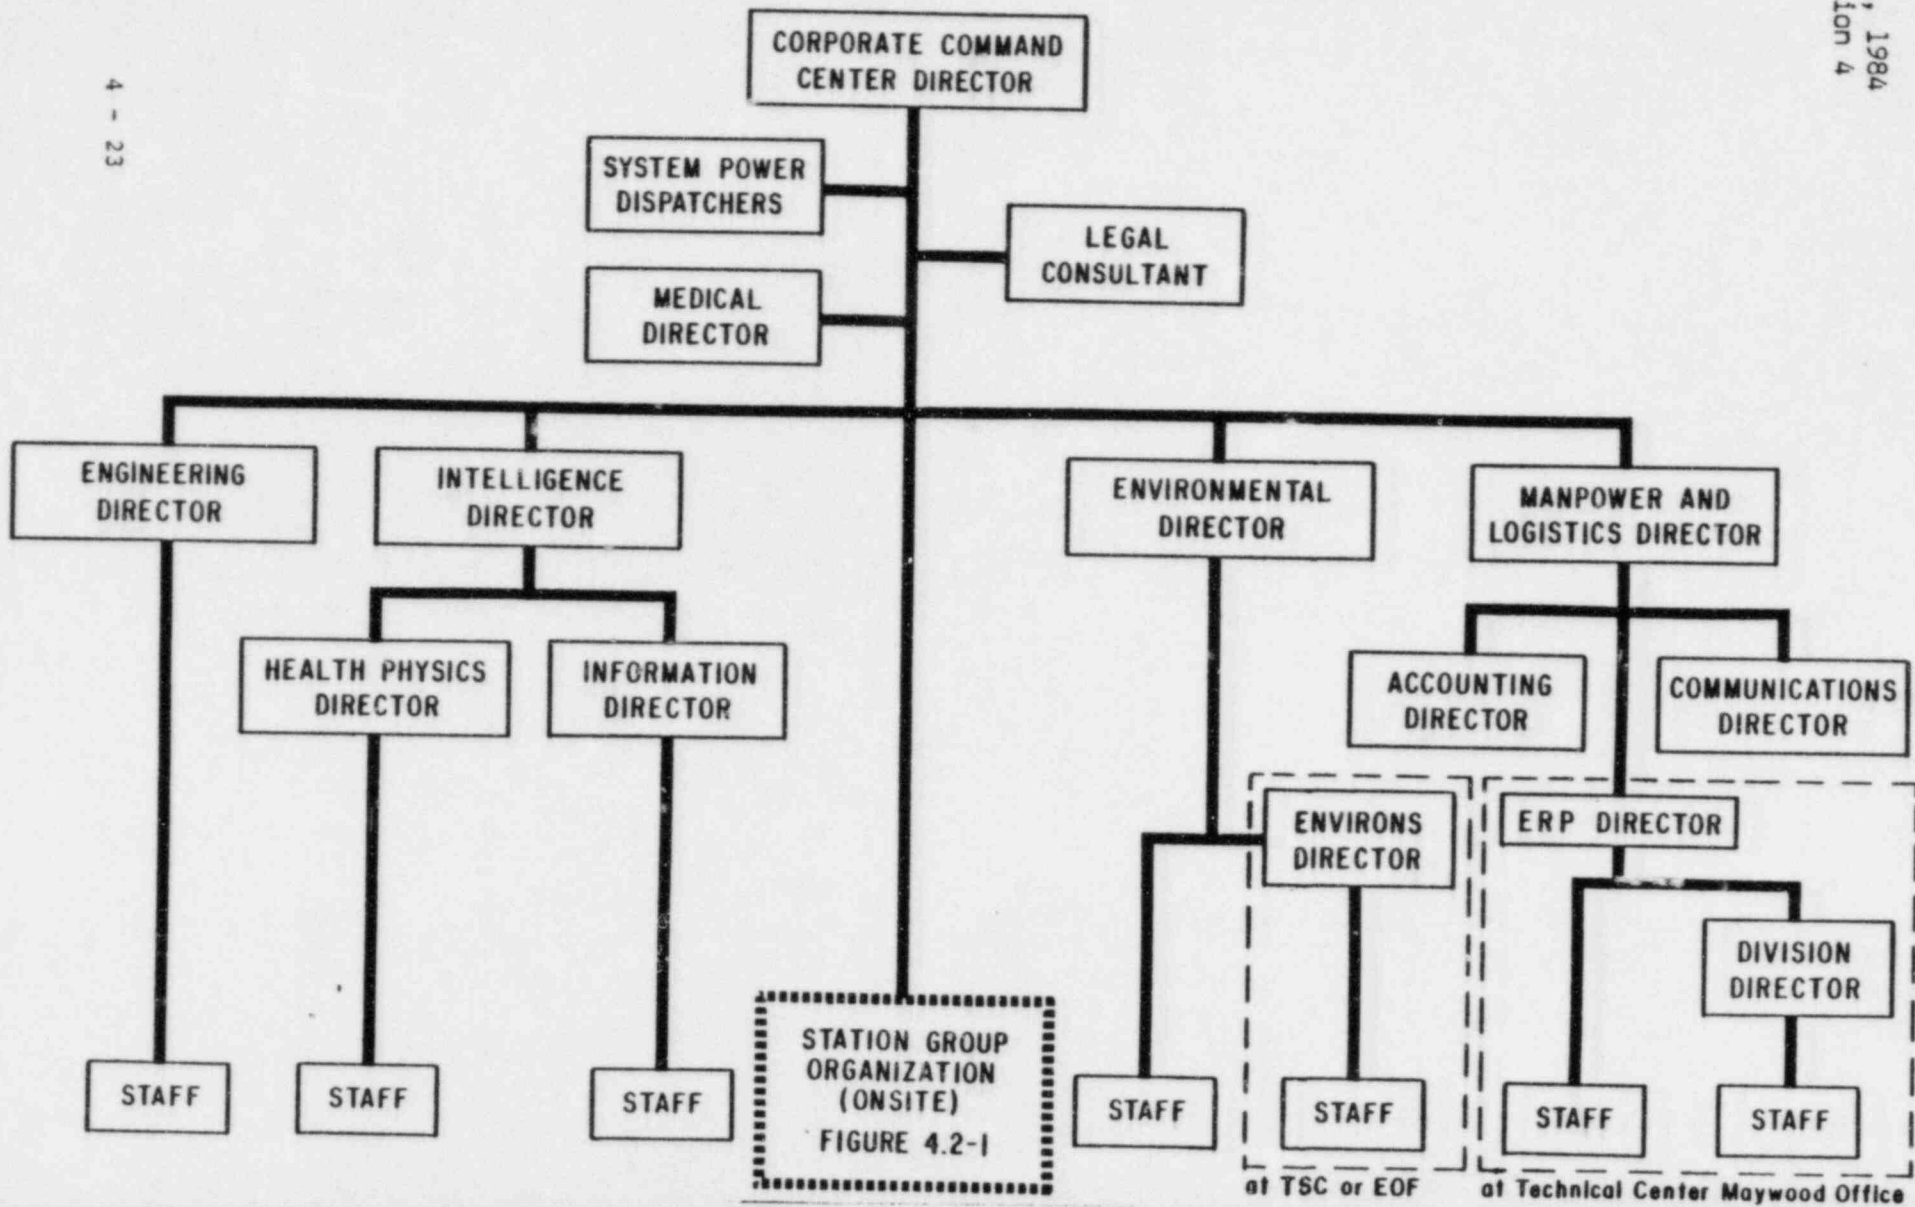 , 1984
ion 4
4 - 23
CORPORATE COMMAND
CENTER DIRECTOR
SYSTEM POWER
DISPATCHERS
LEGAL
CONSULTANT
MEDICAL
DIRECTOR
ENGINEERING
DIRECTOR
INTELLIGENCE
DIRECTOR
ENVIRONMENTAL
DIRECTOR
MANPOWER AND
LOGISTICS DIRECTOR
HEALTH PHYSICS
DIRECTOR
INFORMATION
DIRECTOR
ACCOUNTING
DIRECTOR
COMMUNICATIONS
DIRECTOR
ENVIRONS
DIRECTOR
ERP DIRECTOR
DIVISION
DIRECTOR
STAFF
STAFF
STAFF
STATION GROUP
ORGANIZATION
(ONSITE)
FIGURE 4.2-1
STAFF
STAFF
STAFF
STAFF
at TSC or EOF
at Technical Center Maywood Office